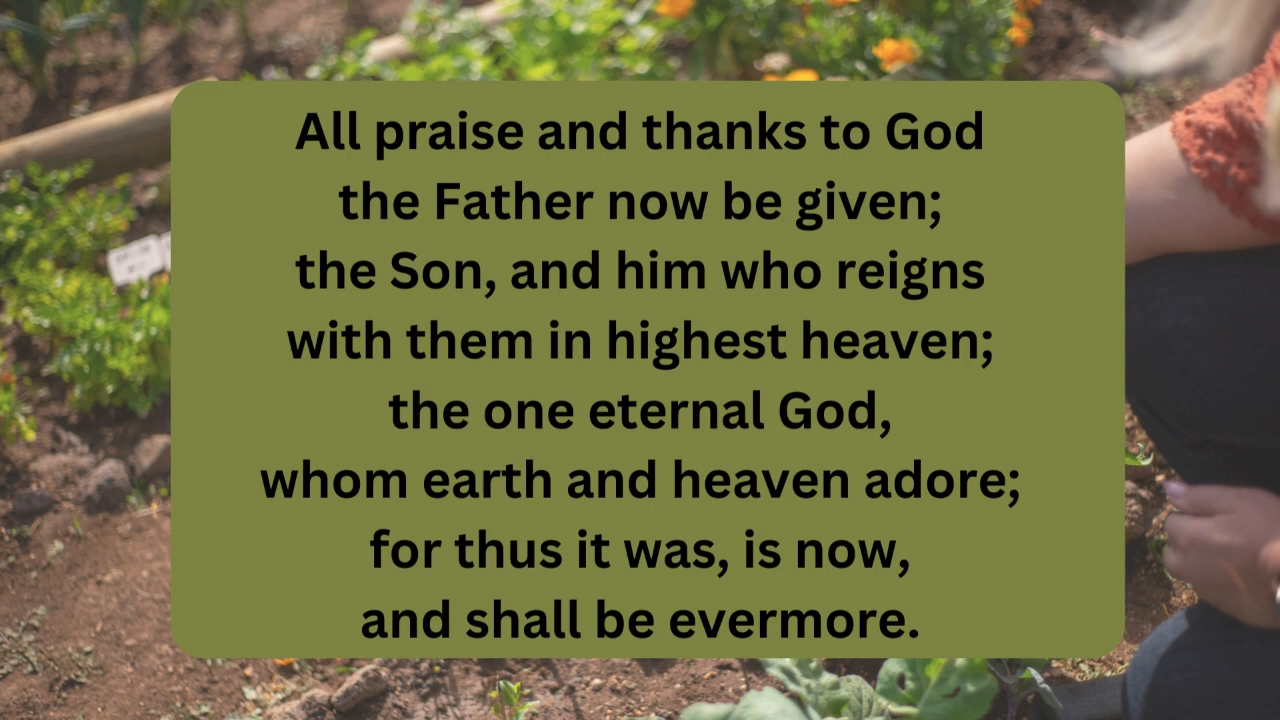 All praise and thanks to God
the Father now be given;
the Son, and him who reigns
with them in highest heaven;
the one eternal God,
whom earth and heaven adore;
for thus it was, is now,
and shall be evermore.